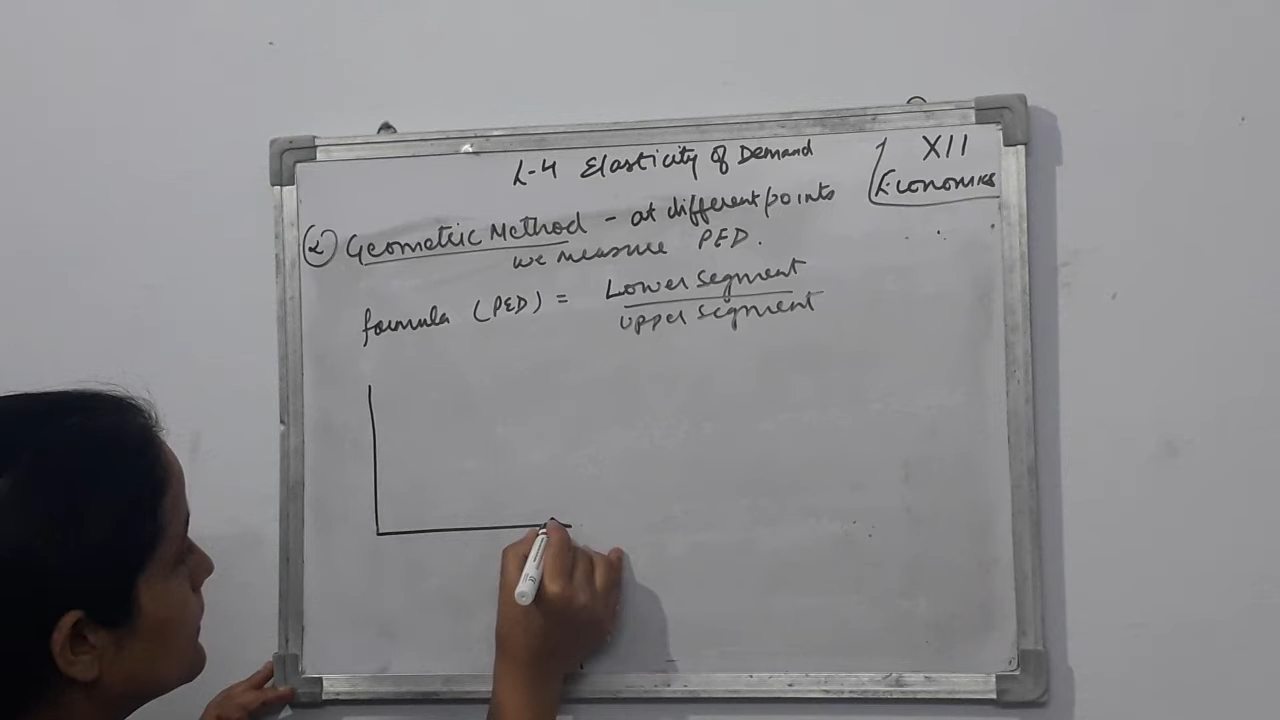 L-4 Elasticity of Demand
XII
Economics
2 Geometric Method - at different points
we measure PED.
formula (PED) = Lower Segment
Upper Segment